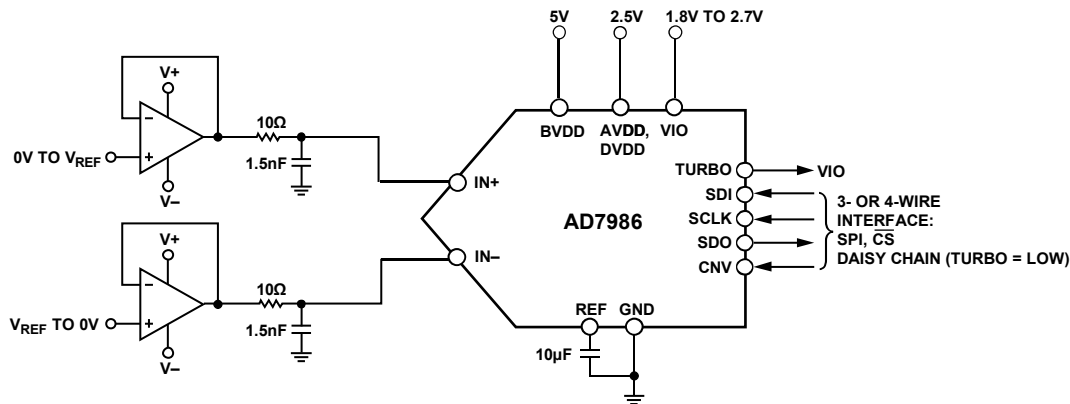 5V
2.5V
1.8V TO 2.7V
BVDD
AVDD,
DVDD
VIO
V+
−
+
0V TO VREF
V−
10Ω
1.5nF
IN+
AD7986
TURBO
VIO
SDI
SCLK
SDO
CNV
3- OR 4-WIRE
INTERFACE:
SPI, C̅S̅
DAISY CHAIN (TURBO = LOW)
V+
−
+
VREF TO 0V
V−
10Ω
1.5nF
IN−
REF
GND
10µF